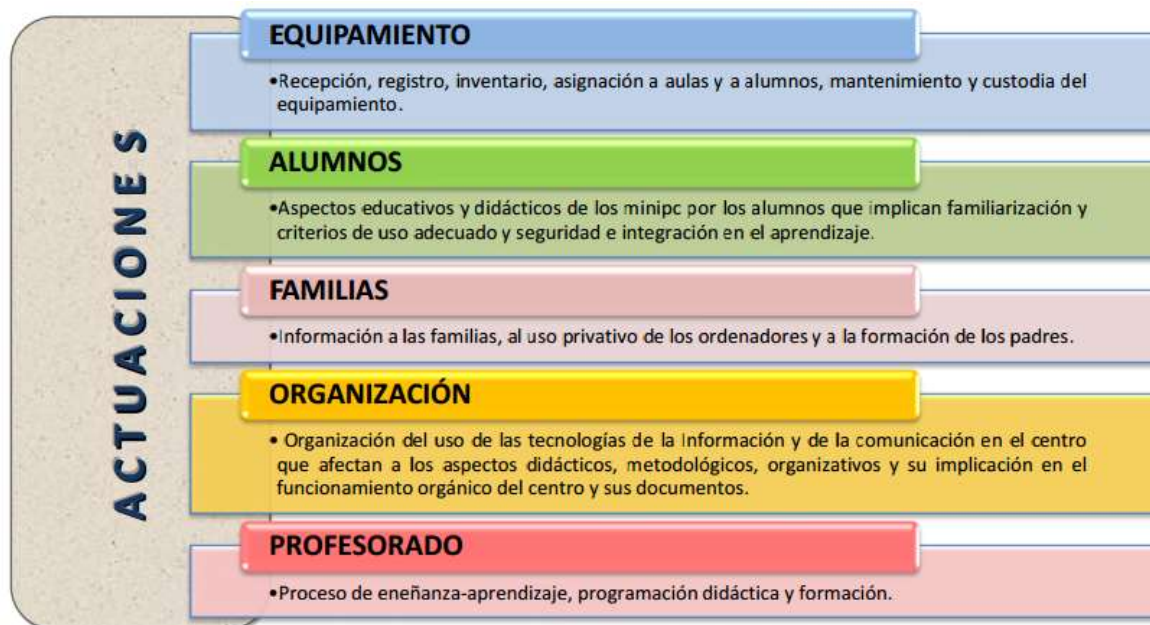 ACTUACIONES
EQUIPAMIENTO
•Recepción, registro, inventario, asignación a aulas y a alumnos, mantenimiento y custodia del
equipamiento.
ALUMNOS
•Aspectos educativos y didácticos de los minipc por los alumnos que implican familiarización y
criterios de uso adecuado y seguridad e integración en el aprendizaje.
FAMILIAS
•Información a las familias, al uso privativo de los ordenadores y a la formación de los padres.
ORGANIZACIÓN
• Organización del uso de las tecnologías de la Información y de la comunicación en el centro
que afectan a los aspectos didácticos, metodológicos, organizativos y su implicación en el
funcionamiento orgánico del centro y sus documentos.
PROFESORADO
•Proceso de eneñanza-aprendizaje, programación didáctica y formación.